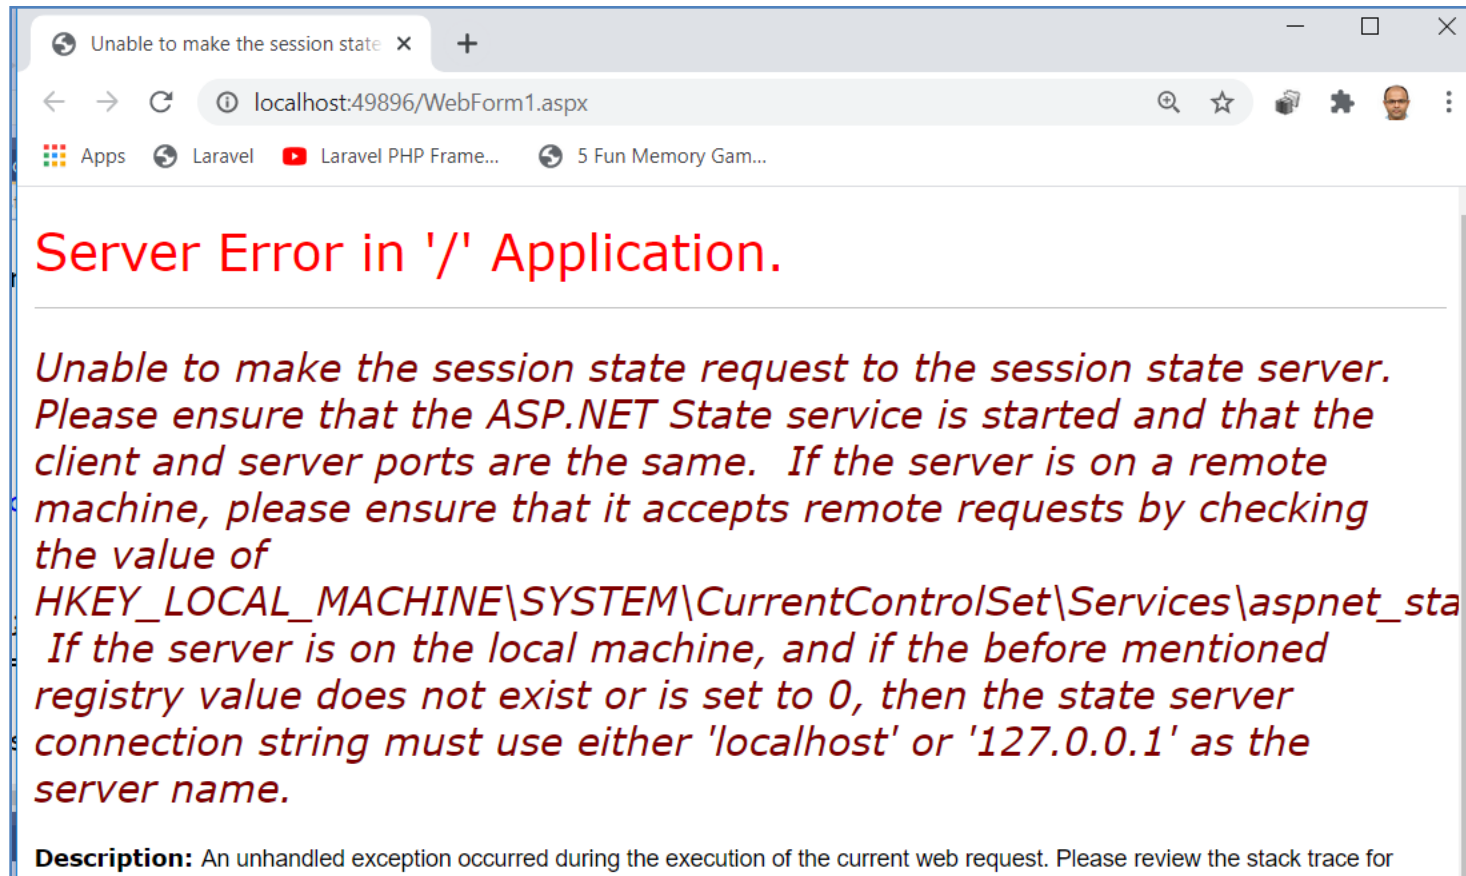 Unable to make the session state
localhost:49896/WebForm1.aspx
Apps Laravel Laravel PHP Frame... 5 Fun Memory Gam...
Server Error in '/' Application.
Unable to make the session state request to the session state server.
Please ensure that the ASP.NET State service is started and that the
client and server ports are the same.  If the server is on a remote
machine, please ensure that it accepts remote requests by checking
the value of
HKEY_LOCAL_MACHINE\SYSTEM\CurrentControlSet\Services\aspnet_sta
If the server is on the local machine, and if the before mentioned
registry value does not exist or is set to 0, then the state server
connection string must use either 'localhost' or '127.0.0.1' as the
server name.
Description: An unhandled exception occurred during the execution of the current web request. Please review the stack trace for